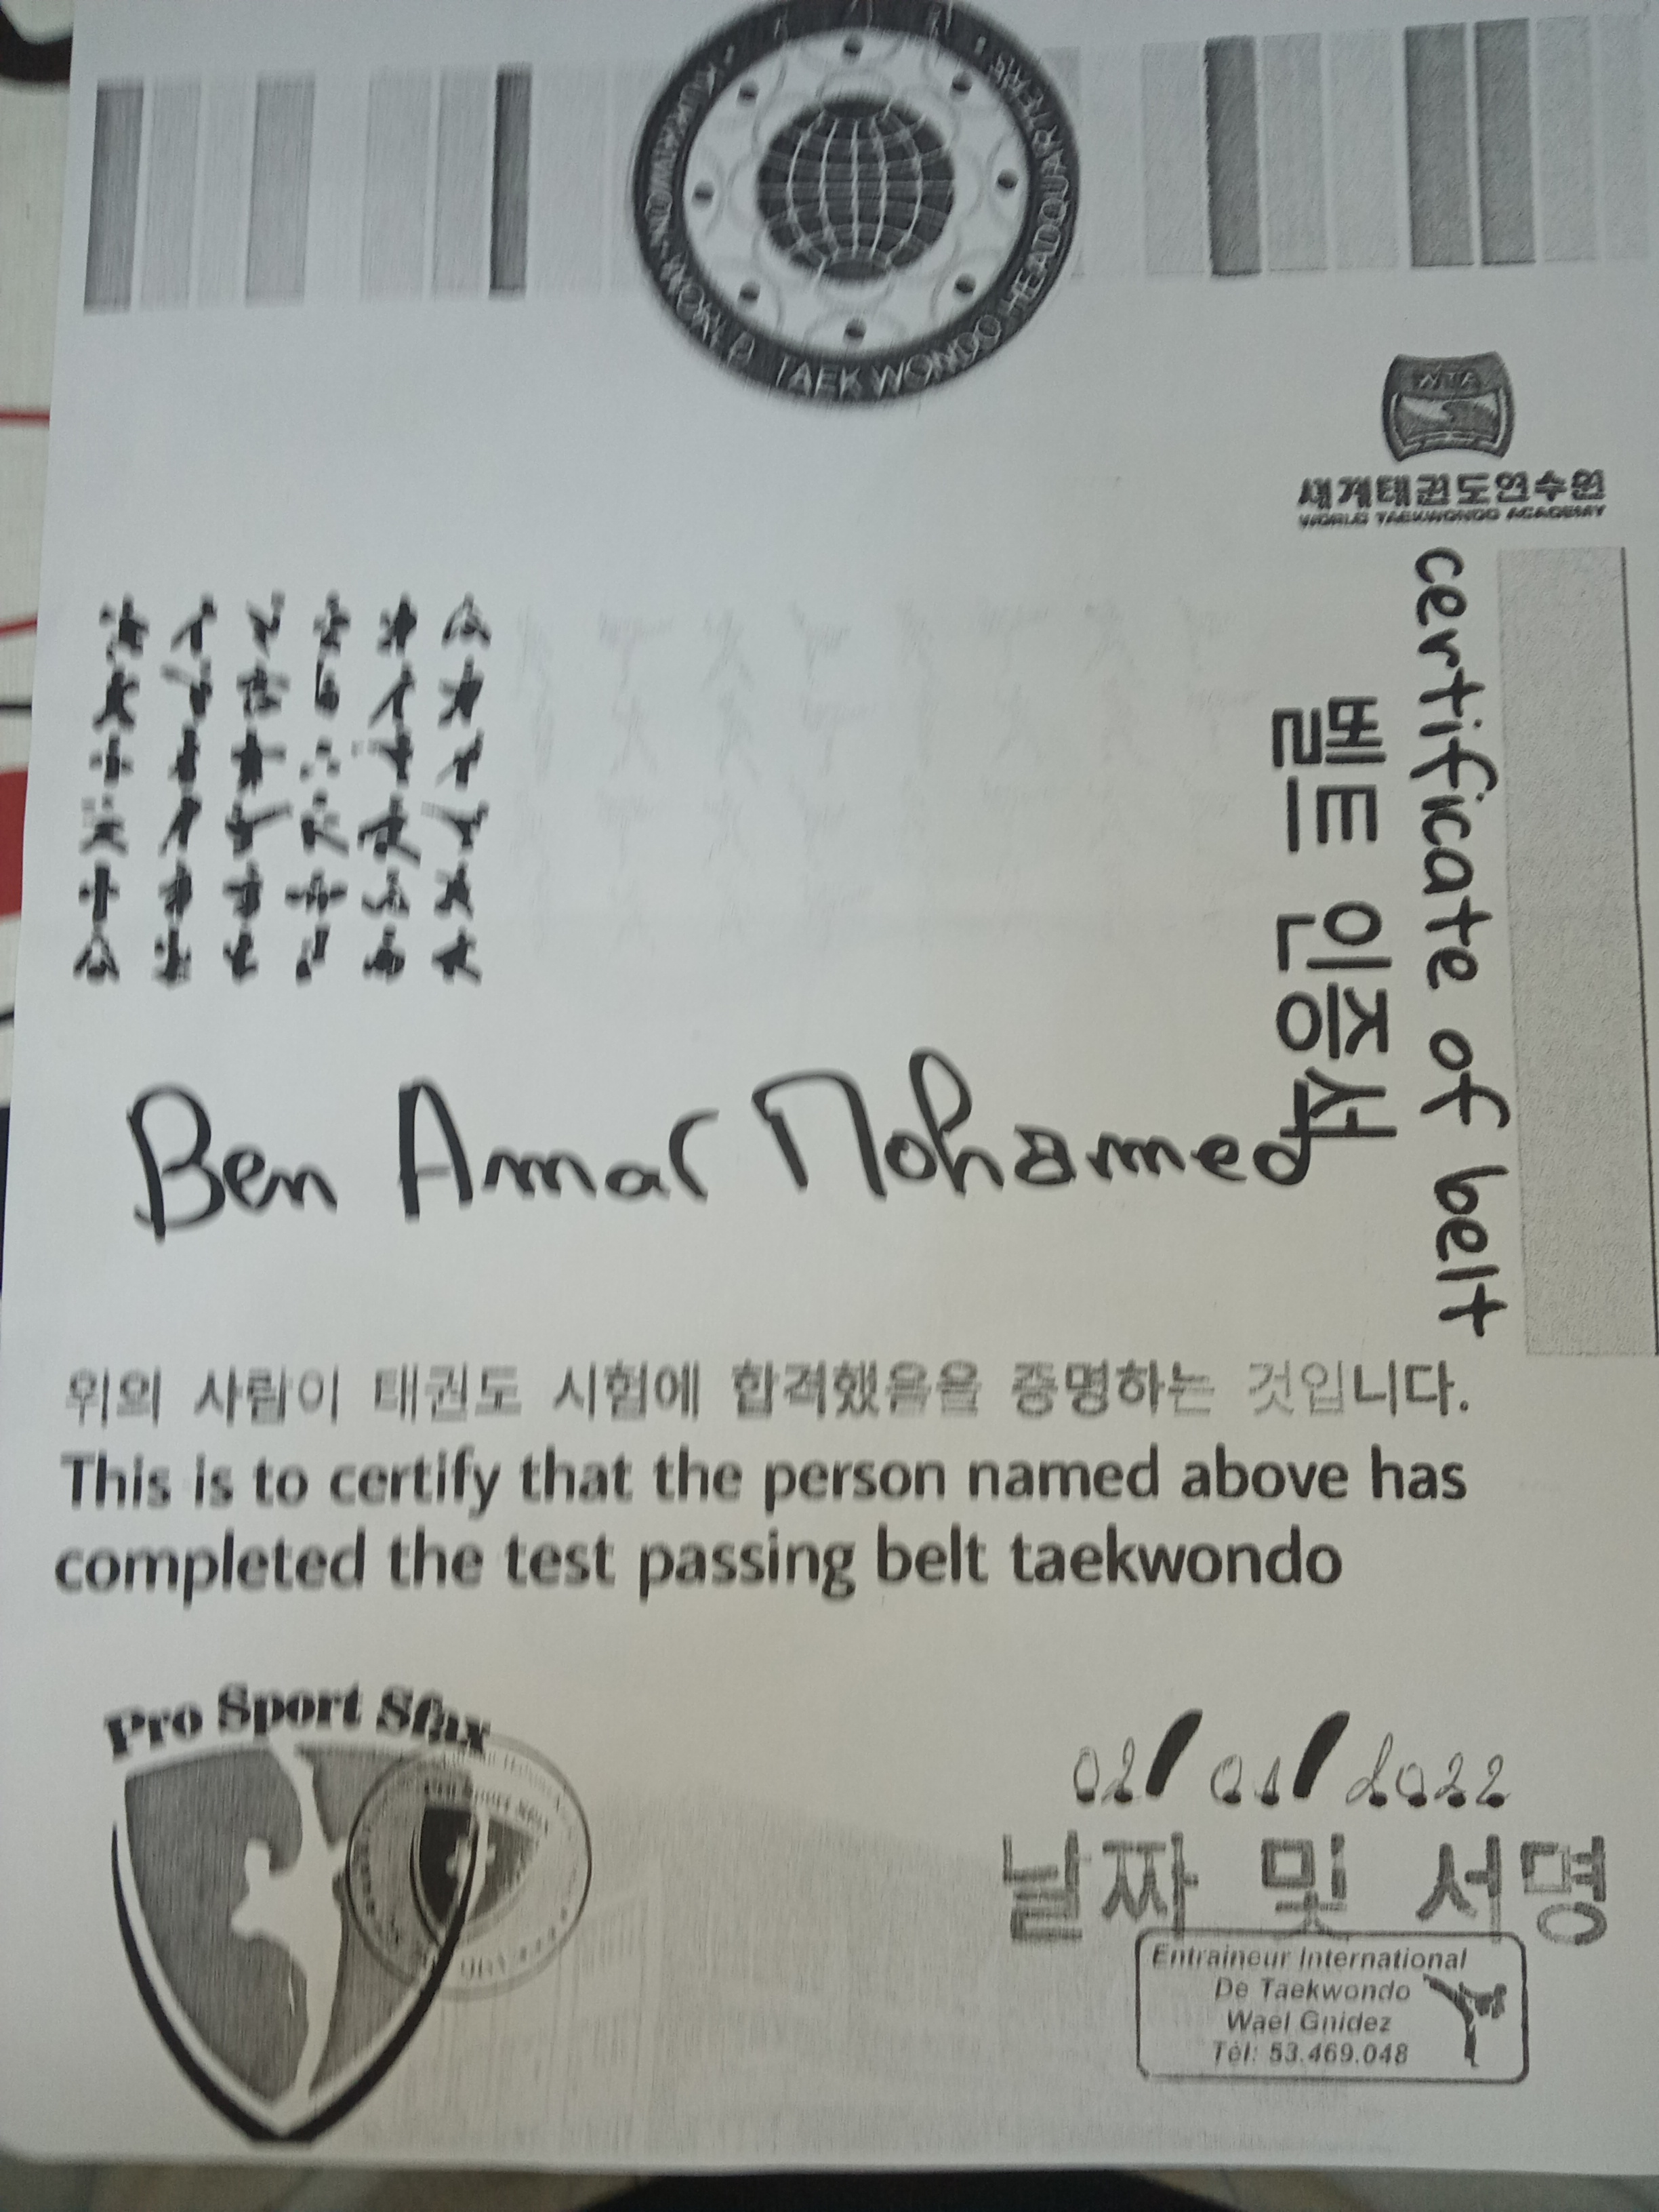 KUKKIWON · WORLD TAEKWONDO HEADQUARTERS
WTA
세계태권도연수원
WORLD TAEKWONDO ACADEMY
certificate of belt
벨트 인증서
Ben Amar Mohamed
위의 사람이 태권도 시험에 합격했음을 증명하는 것입니다.
This is to certify that the person named above has
completed the test passing belt taekwondo
Pro Sport Sfax
02/01/2022
날짜 및 서명
Entraineur International
De Taekwondo
Wael Gnidez
Tél: 53.469.048